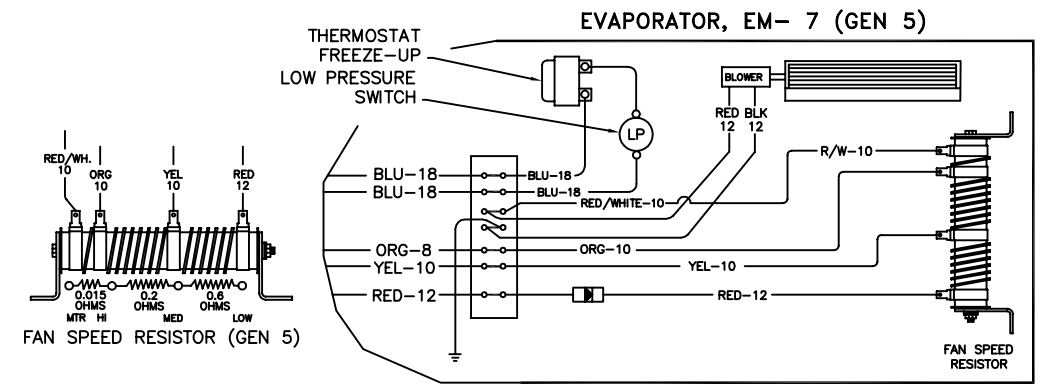 EVAPORATOR, EM- 7 (GEN 5)
THERMOSTAT
FREEZE-UP
LOW PRESSURE
SWITCH
LP
BLOWER
RED
12
BLK
12
RED/WH.
10
ORG
10
YEL
10
RED
12
0.015
OHMS
0.2
OHMS
0.6
OHMS
MTR
HI
MED
LOW
FAN SPEED RESISTOR (GEN 5)
BLU-18
BLU-18
BLU-18
BLU-18
RED/WHITE-10
R/W-10
ORG-8
ORG-10
YEL-10
YEL-10
RED-12
RED-12
FAN SPEED
RESISTOR